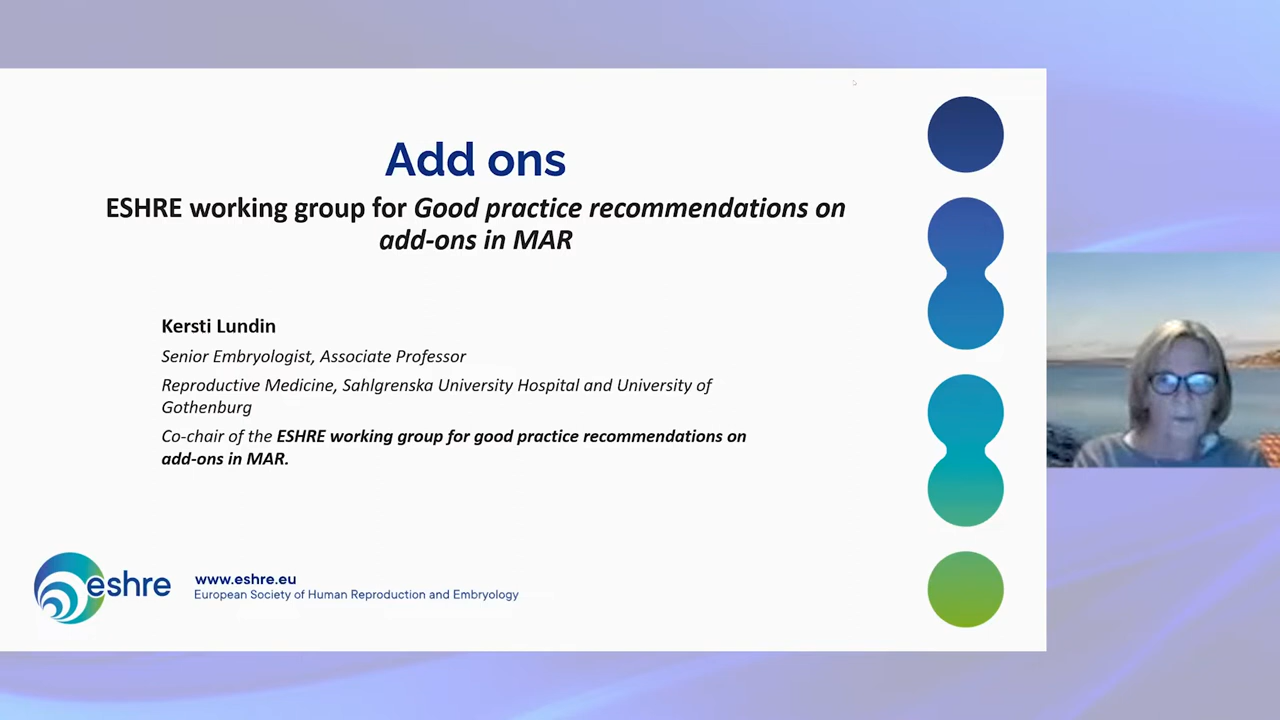 Add ons
ESHRE working group for Good practice recommendations on
add-ons in MAR
Kersti Lundin
Senior Embryologist, Associate Professor
Reproductive Medicine, Sahlgrenska University Hospital and University of
Gothenburg
Co-chair of the ESHRE working group for good practice recommendations on
add-ons in MAR.
eshre
www.eshre.eu
European Society of Human Reproduction and Embryology